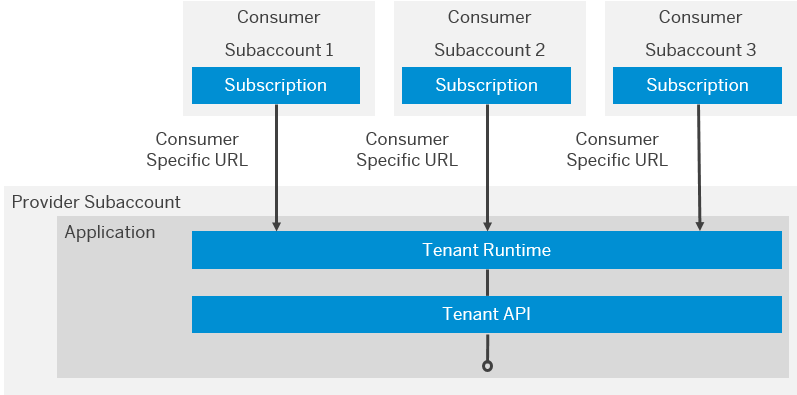 Consumer
Subaccount 1
Subscription
Consumer
Subaccount 2
Subscription
Consumer
Subaccount 3
Subscription
Consumer
Specific URL
Consumer
Specific URL
Consumer
Specific URL
Provider Subaccount
Application
Tenant Runtime
Tenant API